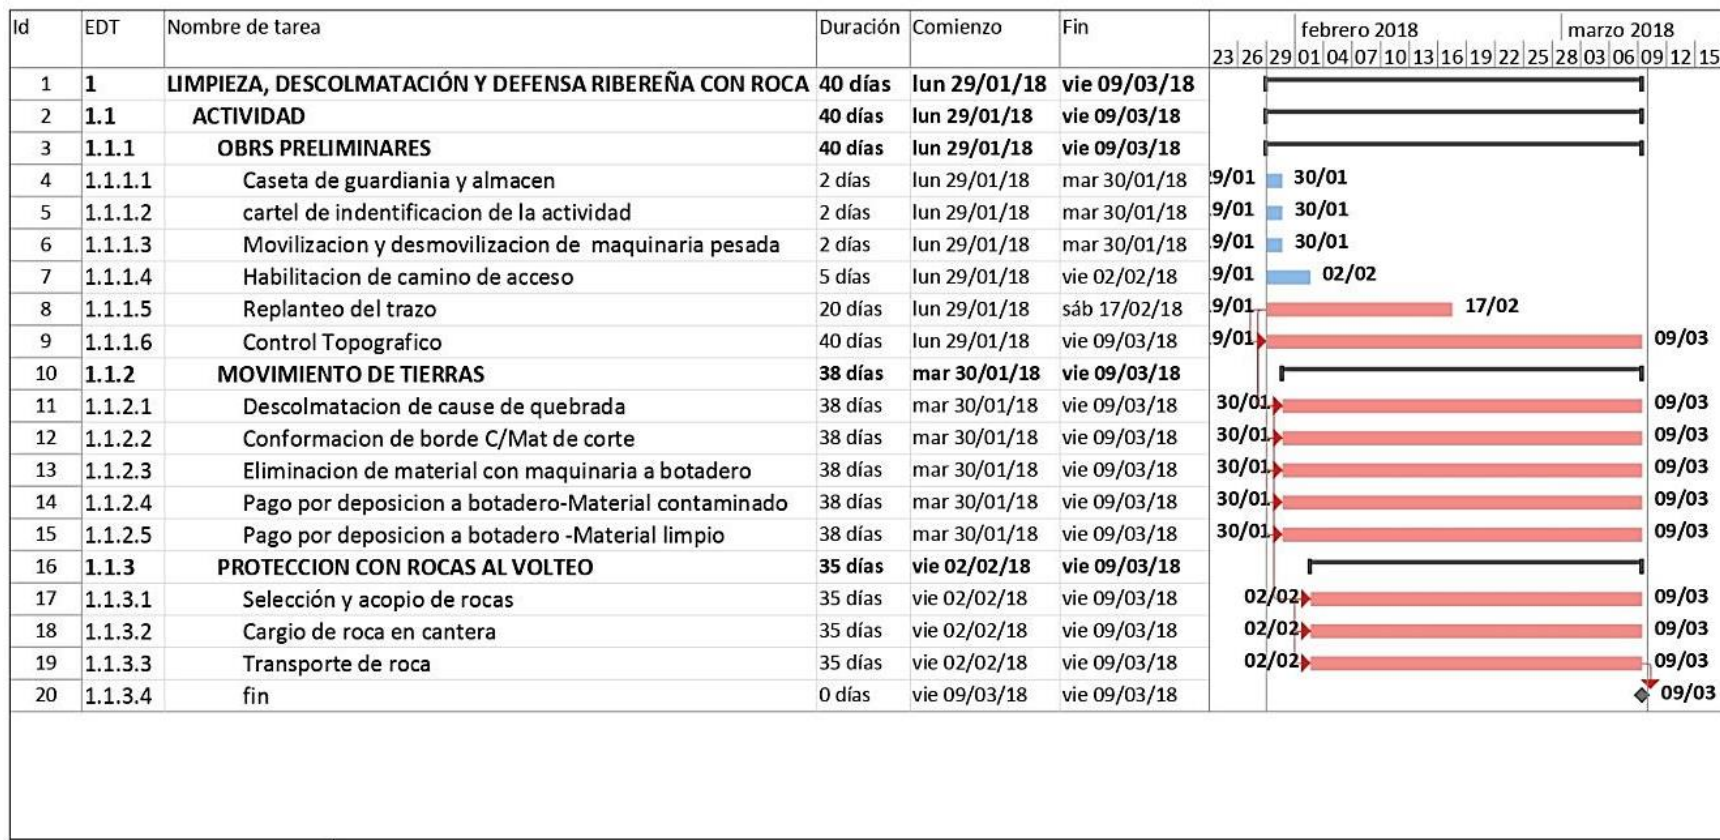 Id EDT Nombre de tarea Duración Comienzo Fin febrero 2018 marzo 2018
23 26 29 01 04 07 10 13 16 19 22 25 28 03 06 09 12 15
1 1 LIMPIEZA, DESCOLMATACIÓN Y DEFENSA RIBEREÑA CON ROCA 40 días lun 29/01/18 vie 09/03/18
2 1.1 ACTIVIDAD 40 días lun 29/01/18 vie 09/03/18
3 1.1.1 OBRS PRELIMINARES 40 días lun 29/01/18 vie 09/03/18
4 1.1.1.1 Caseta de guardiania y almacen 2 días lun 29/01/18 mar 30/01/18 9/01 30/01
5 1.1.1.2 cartel de indentificacion de la actividad 2 días lun 29/01/18 mar 30/01/18 9/01 30/01
6 1.1.1.3 Movilizacion y desmovilizacion de maquinaria pesada 2 días lun 29/01/18 mar 30/01/18 9/01 30/01
7 1.1.1.4 Habilitacion de camino de acceso 5 días lun 29/01/18 vie 02/02/18 9/01 02/02
8 1.1.1.5 Replanteo del trazo 20 días lun 29/01/18 sáb 17/02/18 9/01 17/02
9 1.1.1.6 Control Topografico 40 días lun 29/01/18 vie 09/03/18 9/01 09/03
10 1.1.2 MOVIMIENTO DE TIERRAS 38 días mar 30/01/18 vie 09/03/18
11 1.1.2.1 Descolmatacion de cause de quebrada 38 días mar 30/01/18 vie 09/03/18 30/01 09/03
12 1.1.2.2 Conformacion de borde C/Mat de corte 38 días mar 30/01/18 vie 09/03/18 30/01 09/03
13 1.1.2.3 Eliminacion de material con maquinaria a botadero 38 días mar 30/01/18 vie 09/03/18 30/01 09/03
14 1.1.2.4 Pago por deposicion a botadero-Material contaminado 38 días mar 30/01/18 vie 09/03/18 30/01 09/03
15 1.1.2.5 Pago por deposicion a botadero -Material limpio 38 días mar 30/01/18 vie 09/03/18 30/01 09/03
16 1.1.3 PROTECCION CON ROCAS AL VOLTEO 35 días vie 02/02/18 vie 09/03/18
17 1.1.3.1 Selección y acopio de rocas 35 días vie 02/02/18 vie 09/03/18 02/02 09/03
18 1.1.3.2 Cargio de roca en cantera 35 días vie 02/02/18 vie 09/03/18 02/02 09/03
19 1.1.3.3 Transporte de roca 35 días vie 02/02/18 vie 09/03/18 02/02 09/03
20 1.1.3.4 fin 0 días vie 09/03/18 vie 09/03/18 09/03